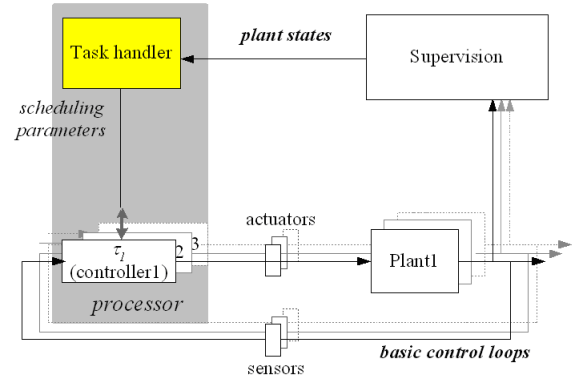 plant states
Task handler
Supervision
scheduling
parameters
actuators
τ1
2
3
(controller1)
Plant1
processor
basic control loops
sensors